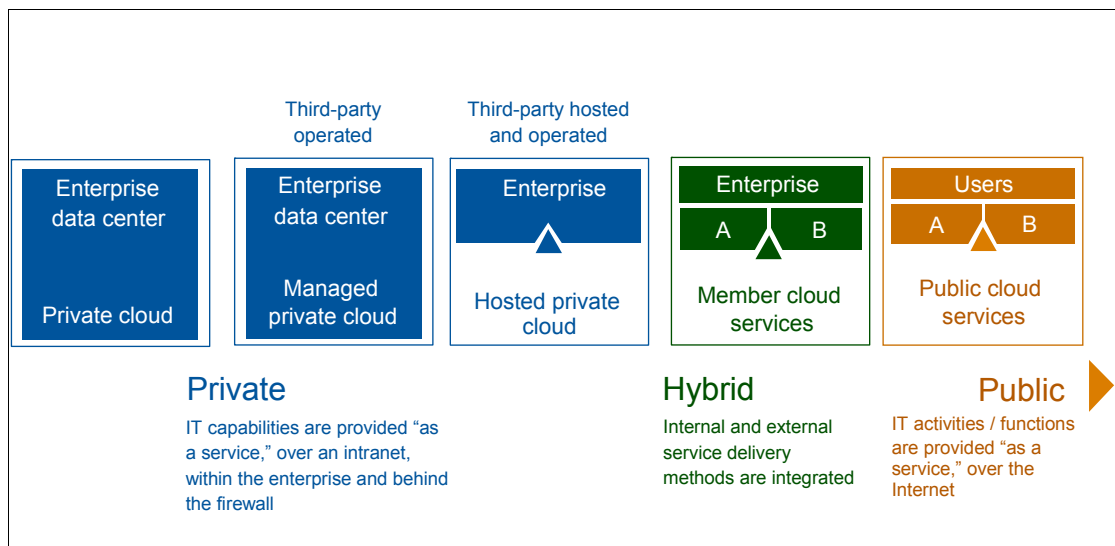 Third-party
operated
Third-party hosted
and operated
Enterprise
data center
Private cloud
Enterprise
data center
Managed
private cloud
Enterprise
Hosted private
cloud
Enterprise
A
B
Member cloud
services
Users
A
B
Public cloud
services
Private
IT capabilities are provided “as
a service,” over an intranet,
within the enterprise and behind
the firewall
Hybrid
Internal and external
service delivery
methods are integrated
Public
IT activities / functions
are provided “as a
service,” over the
Internet